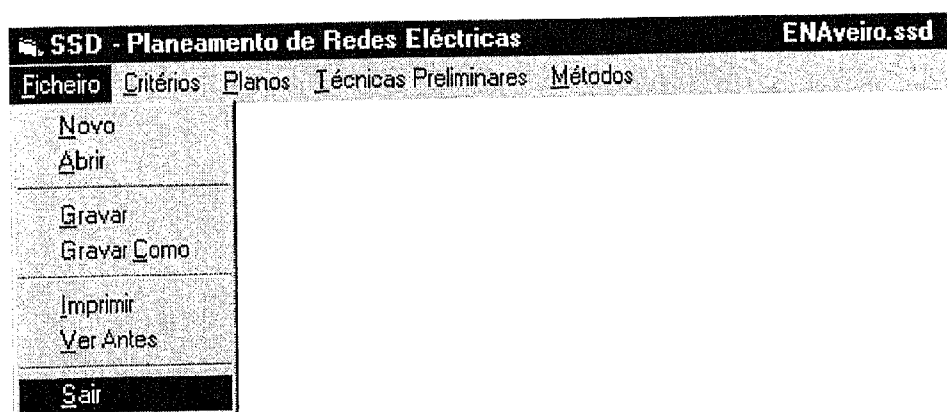 SSD - Planeamento de Redes Eléctricas ENAveiro.ssd
Ficheiro Critérios Planos Técnicas Preliminares Métodos
Novo
Abrir
Gravar
Gravar Como
Imprimir
Ver Antes
Sair